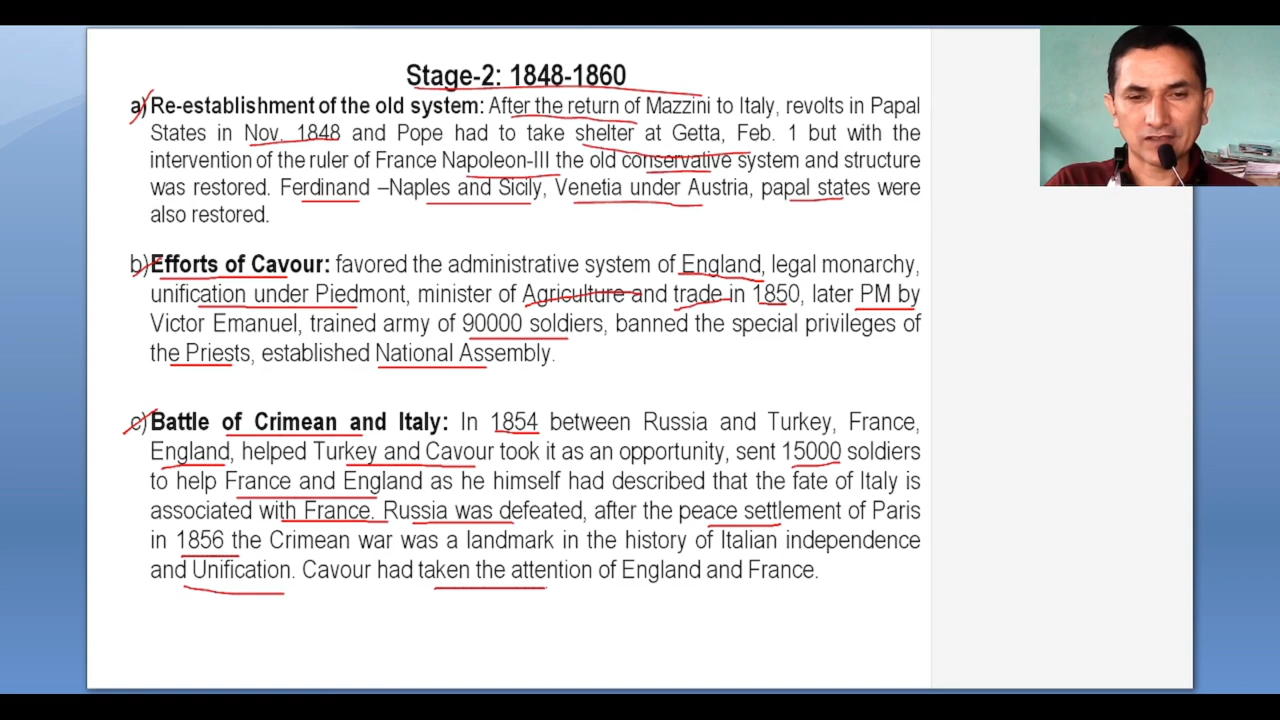 Stage-2: 1848-1860
a) Re-establishment of the old system: After the return of Mazzini to Italy, revolts in Papal
States in Nov. 1848 and Pope had to take shelter at Getta, Feb. 1 but with the
intervention of the ruler of France Napoleon-III the old conservative system and structure
was restored. Ferdinand –Naples and Sicily, Venetia under Austria, papal states were
also restored.
b) Efforts of Cavour: favored the administrative system of England, legal monarchy,
unification under Piedmont, minister of Agriculture and trade in 1850, later PM by
Victor Emanuel, trained army of 90000 soldiers, banned the special privileges of
the Priests, established National Assembly.
c) Battle of Crimean and Italy: In 1854 between Russia and Turkey, France,
England, helped Turkey and Cavour took it as an opportunity, sent 15000 soldiers
to help France and England as he himself had described that the fate of Italy is
associated with France. Russia was defeated, after the peace settlement of Paris
in 1856 the Crimean war was a landmark in the history of Italian independence
and Unification. Cavour had taken the attention of England and France.